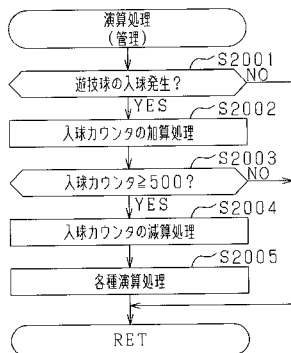 演算処理
(管理)
S2001
遊技球の入球発生?
NO
YES
S2002
入球カウンタの加算処理
S2003
入球カウンタ≧500?
NO
YES
S2004
入球カウンタの減算処理
S2005
各種演算処理
RET